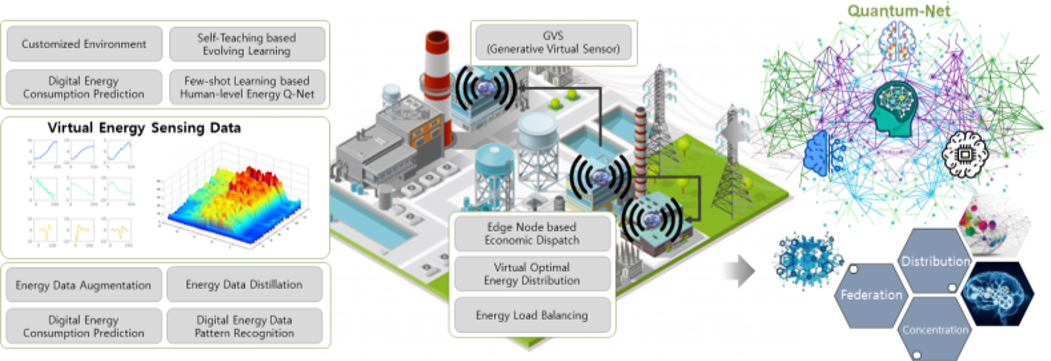 Customized Environment
Self-Teaching based
Evolving Learning
Digital Energy
Consumption Prediction
Few-shot Learning based
Human-level Energy Q-Net
Virtual Energy Sensing Data
Energy Data Augmentation
Energy Data Distillation
Digital Energy
Consumption Prediction
Digital Energy Data
Pattern Recognition
GVS
(Generative Virtual Sensor)
Edge Node based
Economic Dispatch
Virtual Optimal
Energy Distribution
Energy Load Balancing
Quantum-Net
Distribution
Federation
Concentration